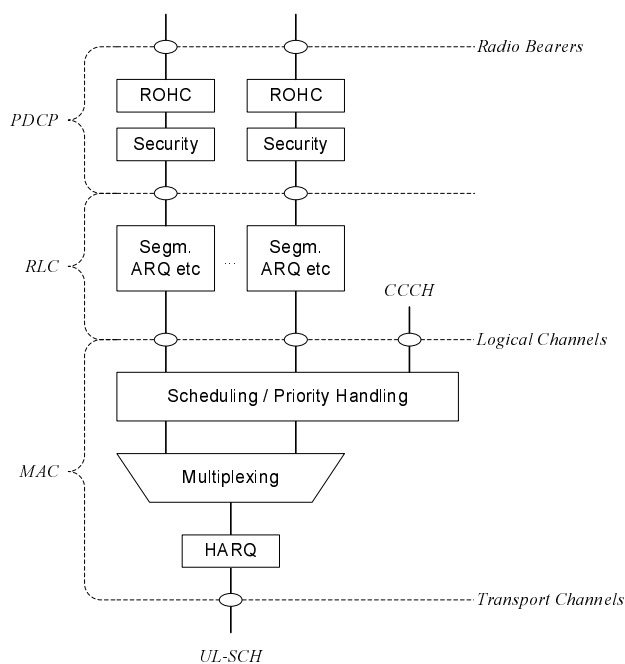 Radio Bearers
ROHC
ROHC
PDCP
Security
Security
Segm.
ARQ etc
...
Segm.
ARQ etc
RLC
CCCH
Logical Channels
Scheduling / Priority Handling
MAC
Multiplexing
HARQ
Transport Channels
UL-SCH